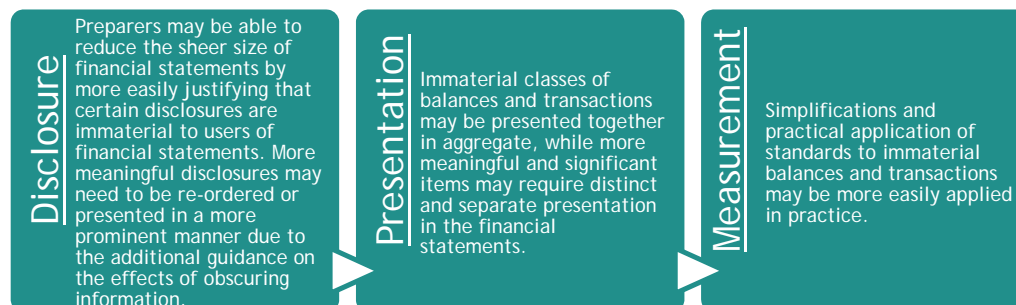 Disclosure
Preparers may be able to
reduce the sheer size of
financial statements by
more easily justifying that
certain disclosures are
immaterial to users of
financial statements. More
meaningful disclosures may
need to be re-ordered or
presented in a more
prominent manner due to
the additional guidance on
the effects of obscuring
information.
Presentation
Immaterial classes of
balances and transactions
may be presented together
in aggregate, while more
meaningful and significant
items may require distinct
and separate presentation
in the financial
statements.
Measurement
Simplifications and
practical application of
standards to immaterial
balances and transactions
may be more easily applied
in practice.